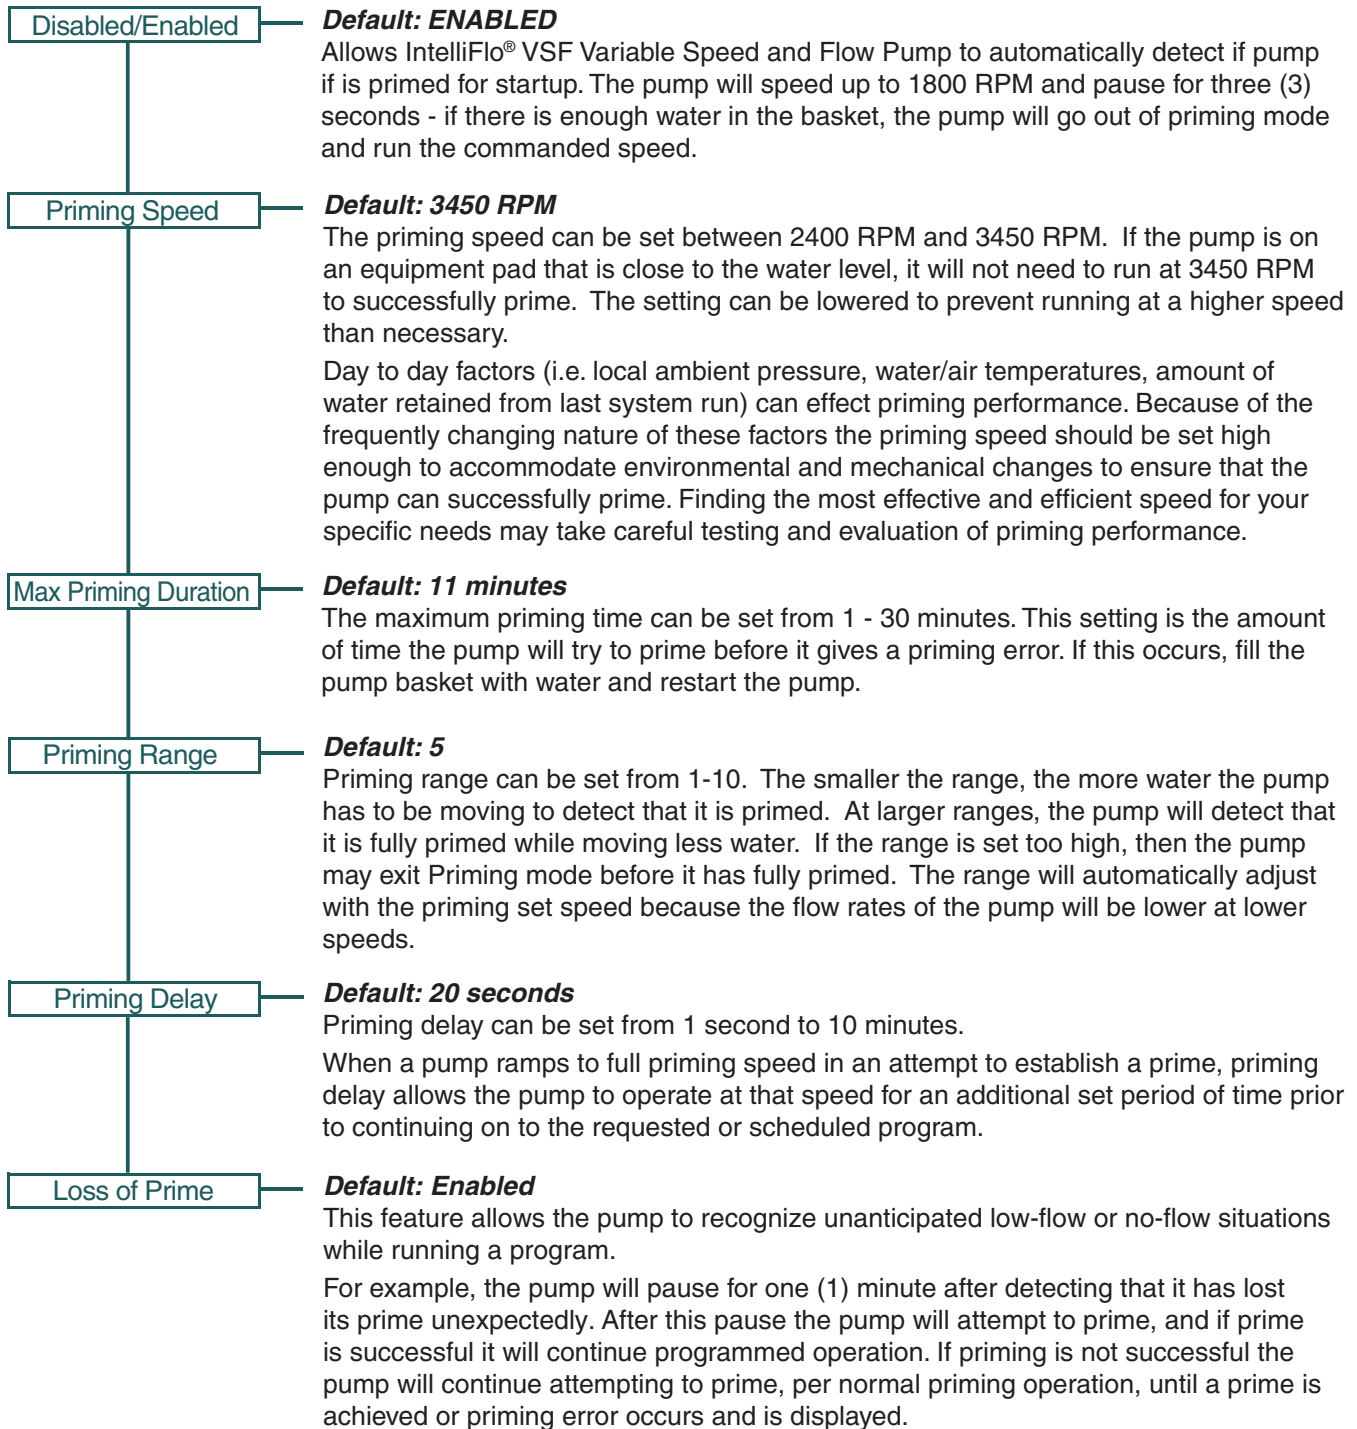 Disabled/Enabled
Default: ENABLED
Allows IntelliFlo® VSF Variable Speed and Flow Pump to automatically detect if pump
if is primed for startup. The pump will speed up to 1800 RPM and pause for three (3)
seconds - if there is enough water in the basket, the pump will go out of priming mode
and run the commanded speed.
Priming Speed
Default: 3450 RPM
The priming speed can be set between 2400 RPM and 3450 RPM. If the pump is on
an equipment pad that is close to the water level, it will not need to run at 3450 RPM
to successfully prime. The setting can be lowered to prevent running at a higher speed
than necessary.
Day to day factors (i.e. local ambient pressure, water/air temperatures, amount of
water retained from last system run) can effect priming performance. Because of the
frequently changing nature of these factors the priming speed should be set high
enough to accommodate environmental and mechanical changes to ensure that the
pump can successfully prime. Finding the most effective and efficient speed for your
specific needs may take careful testing and evaluation of priming performance.
Max Priming Duration
Default: 11 minutes
The maximum priming time can be set from 1 - 30 minutes. This setting is the amount
of time the pump will try to prime before it gives a priming error. If this occurs, fill the
pump basket with water and restart the pump.
Priming Range
Default: 5
Priming range can be set from 1-10. The smaller the range, the more water the pump
has to be moving to detect that it is primed. At larger ranges, the pump will detect that
it is fully primed while moving less water. If the range is set too high, then the pump
may exit Priming mode before it has fully primed. The range will automatically adjust
with the priming set speed because the flow rates of the pump will be lower at lower
speeds.
Priming Delay
Default: 20 seconds
Priming delay can be set from 1 second to 10 minutes.
When a pump ramps to full priming speed in an attempt to establish a prime, priming
delay allows the pump to operate at that speed for an additional set period of time prior
to continuing on to the requested or scheduled program.
Loss of Prime
Default: Enabled
This feature allows the pump to recognize unanticipated low-flow or no-flow situations
while running a program.
For example, the pump will pause for one (1) minute after detecting that it has lost
its prime unexpectedly. After this pause the pump will attempt to prime, and if prime
is successful it will continue programmed operation. If priming is not successful the
pump will continue attempting to prime, per normal priming operation, until a prime is
achieved or priming error occurs and is displayed.